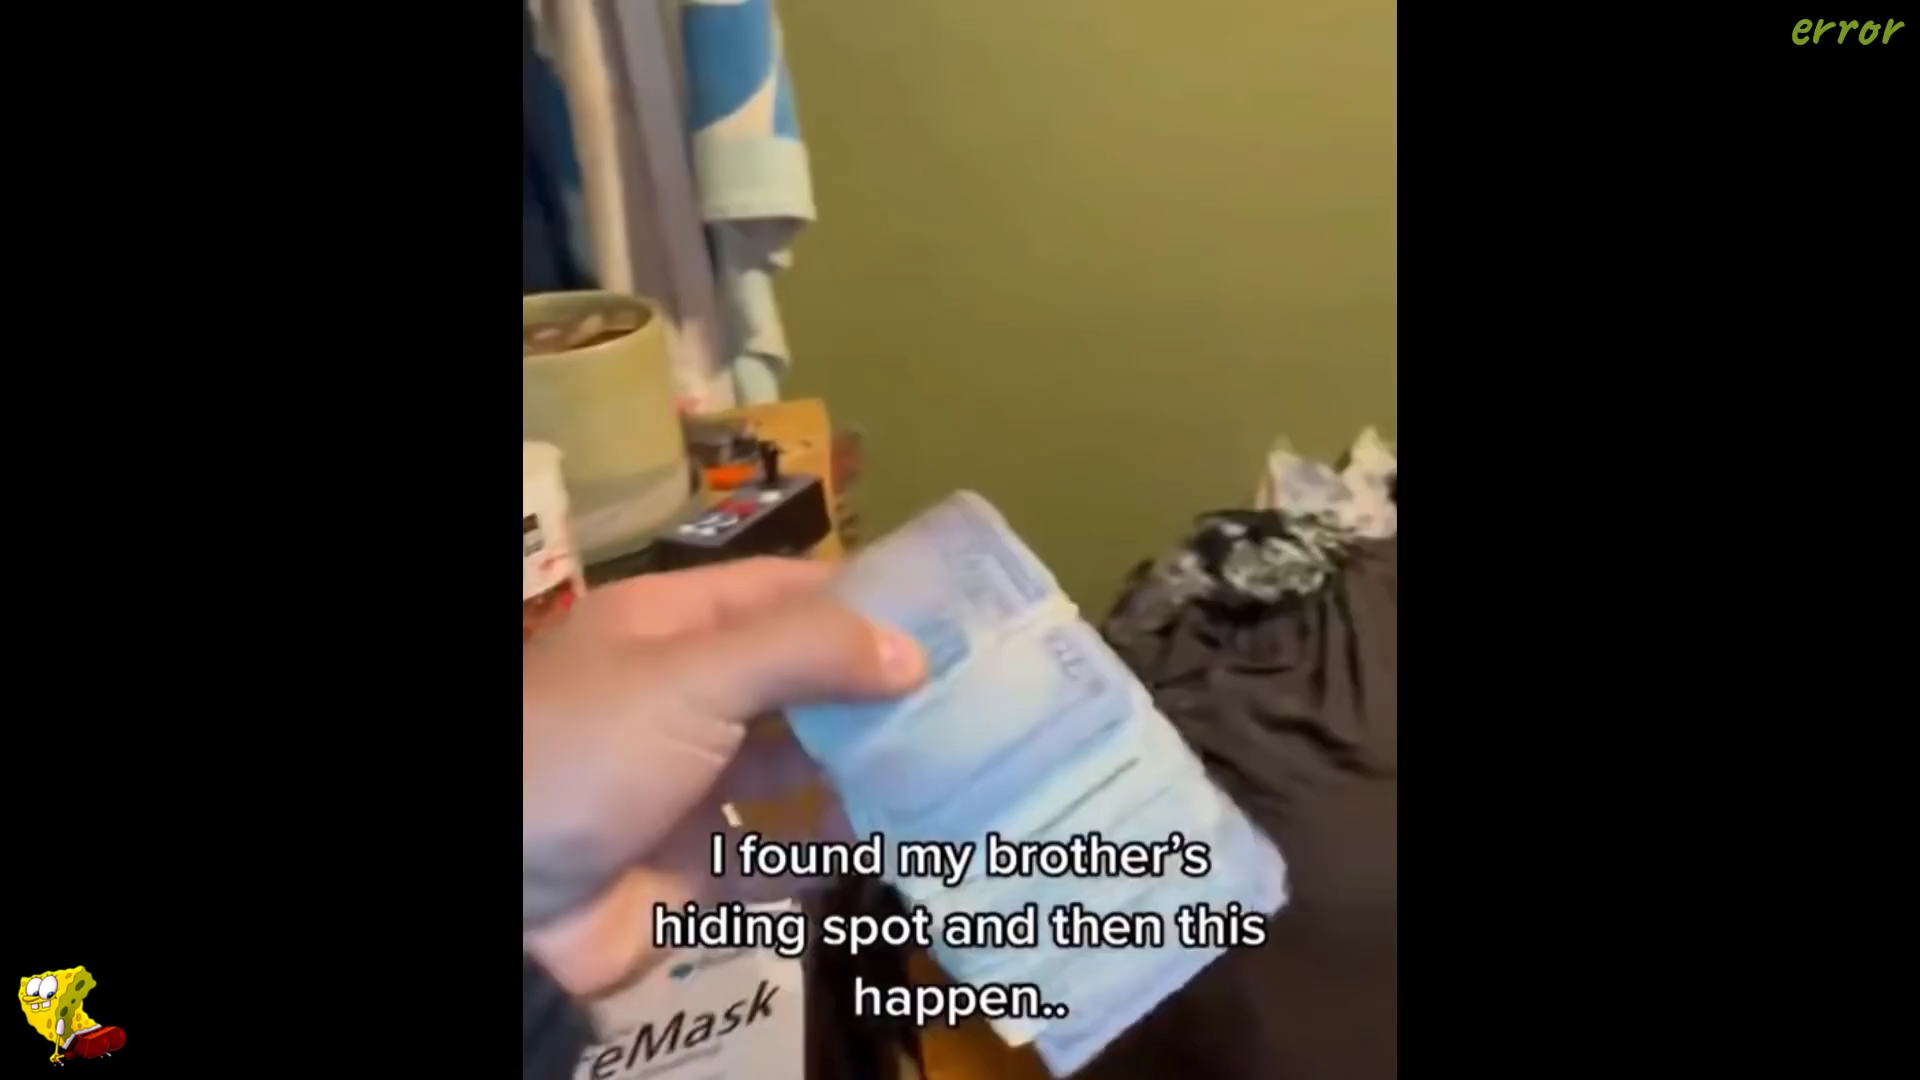 error
I found my brother's
hiding spot and then this
happen..
eMask